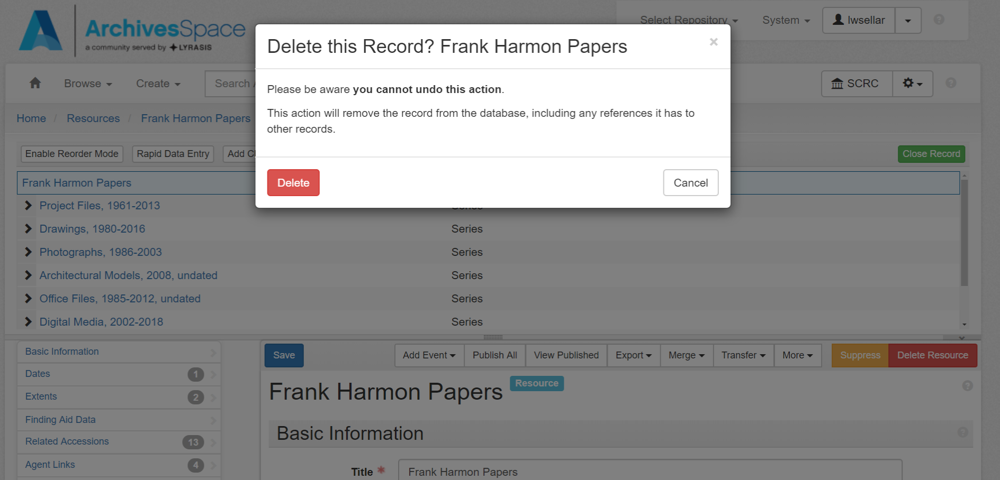 ArchivesSpace
a community served by LYRASIS
Select Repository
System
lwsellar
Delete this Record? Frank Harmon Papers
×
Browse
Create
Search
SCRC
Please be aware you cannot undo this action.
This action will remove the record from the database, including any references it has to
other records.
Home / Resources / Frank Harmon Papers
Enable Reorder Mode
Rapid Data Entry
Add
Close Record
Delete
Cancel
Frank Harmon Papers
Project Files, 1961-2013 Series
Drawings, 1980-2016 Series
Photographs, 1986-2003 Series
Architectural Models, 2008, undated Series
Office Files, 1985-2012, undated Series
Digital Media, 2002-2018 Series
Basic Information
Dates 1
Extents 2
Finding Aid Data
Related Accessions 13
Agent Links 4
Save
Add Event
Publish All
View Published
Export
Merge
Transfer
More
Suppress
Delete Resource
Frank Harmon Papers Resource
Basic Information
Title * Frank Harmon Papers